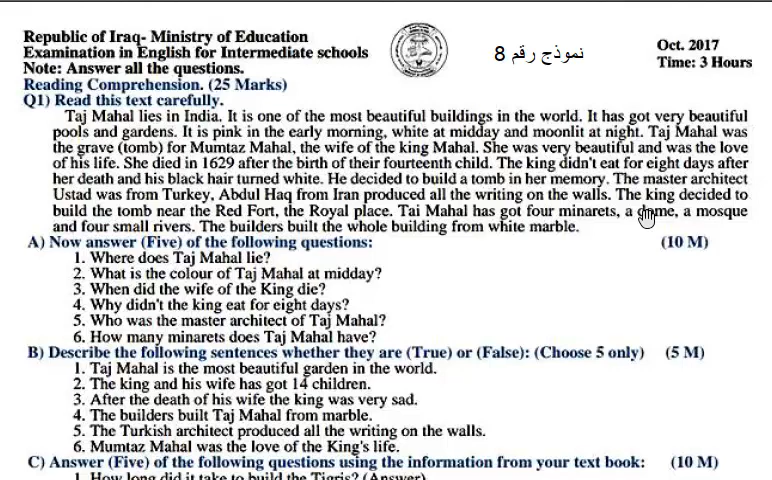 Republic of Iraq- Ministry of Education
Examination in English for Intermediate schools
Note: Answer all the questions.
نموذج رقم 8
Oct. 2017
Time: 3 Hours
Reading Comprehension. (25 Marks)
Q1) Read this text carefully.
Taj Mahal lies in India. It is one of the most beautiful buildings in the world. It has got very beautiful
pools and gardens. It is pink in the early morning, white at midday and moonlit at night. Taj Mahal was
the grave (tomb) for Mumtaz Mahal, the wife of the king Mahal. She was very beautiful and was the love
of his life. She died in 1629 after the birth of their fourteenth child. The king didn't eat for eight days after
her death and his black hair turned white. He decided to build a tomb in her memory. The master architect
Ustad was from Turkey, Abdul Haq from Iran produced all the writing on the walls. The king decided to
build the tomb near the Red Fort, the Royal place. Tai Mahal has got four minarets, a dome, a mosque
and four small rivers. The builders built the whole building from white marble.
A) Now answer (Five) of the following questions: (10 M)
1. Where does Taj Mahal lie?
2. What is the colour of Taj Mahal at midday?
3. When did the wife of the King die?
4. Why didn't the king eat for eight days?
5. Who was the master architect of Taj Mahal?
6. How many minarets does Taj Mahal have?
B) Describe the following sentences whether they are (True) or (False): (Choose 5 only) (5 M)
1. Taj Mahal is the most beautiful garden in the world.
2. The king and his wife has got 14 children.
3. After the death of his wife the king was very sad.
4. The builders built Taj Mahal from marble.
5. The Turkish architect produced all the writing on the walls.
6. Mumtaz Mahal was the love of the King's life.
C) Answer (Five) of the following questions using the information from your text book: (10 M)
1. How long did it take to build the Tigris? (Answer)